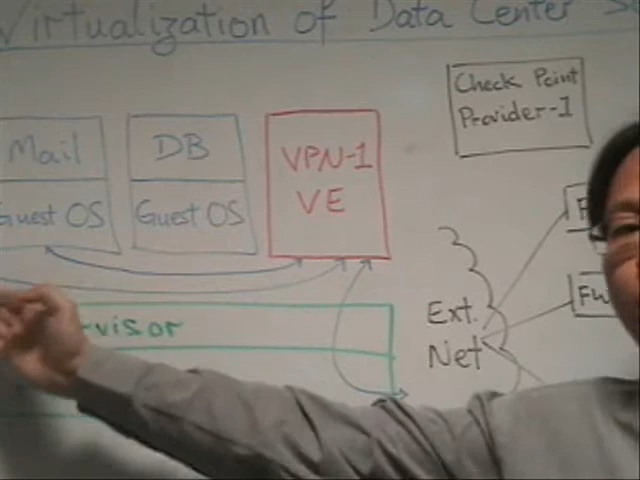 Virtualization of Data Center
Mail
Guest OS
DB
Guest OS
VPN-1
VE
Check Point
Provider-1
Ext.
Net
FW
visor